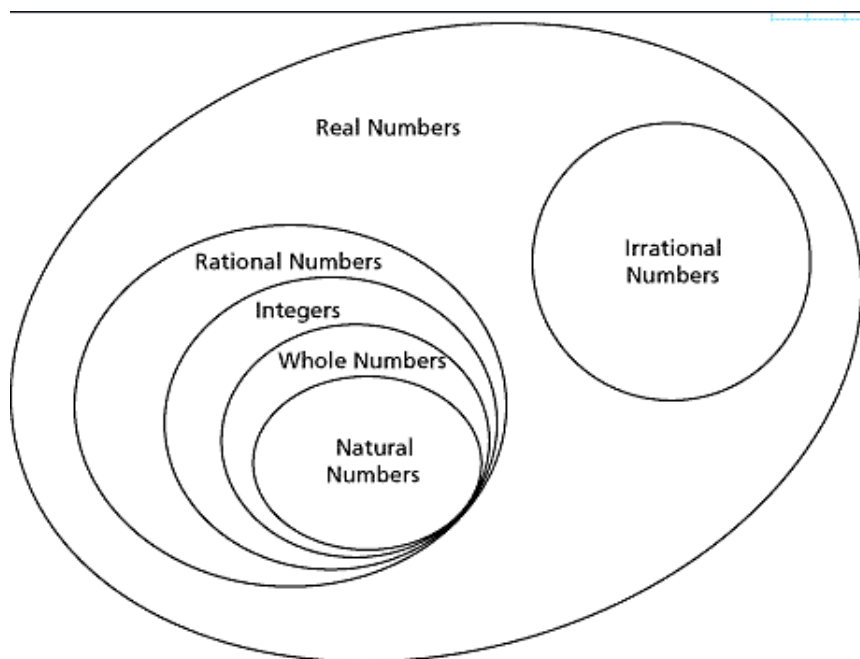 Real Numbers
Irrational
Numbers
Rational Numbers
Integers
Whole Numbers
Natural
Numbers